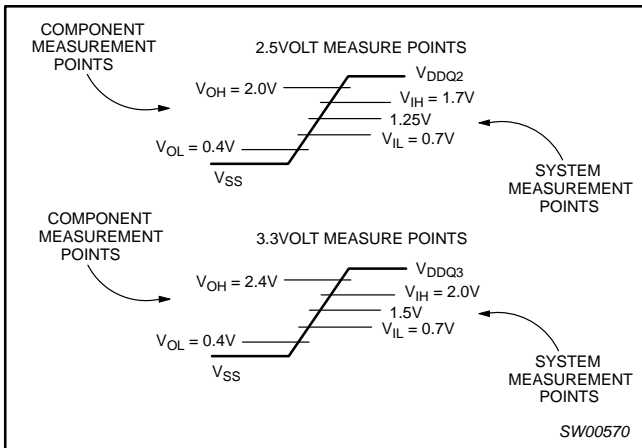 COMPONENT
MEASUREMENT
POINTS
2.5VOLT MEASURE POINTS
VOH = 2.0V
VDDQ2
VIH = 1.7V
1.25V
VIL = 0.7V
VOL = 0.4V
VSS
SYSTEM
MEASUREMENT
POINTS
COMPONENT
MEASUREMENT
POINTS
3.3VOLT MEASURE POINTS
VOH = 2.4V
VDDQ3
VIH = 2.0V
1.5V
VIL = 0.7V
VOL = 0.4V
VSS
SYSTEM
MEASUREMENT
POINTS
SW00570